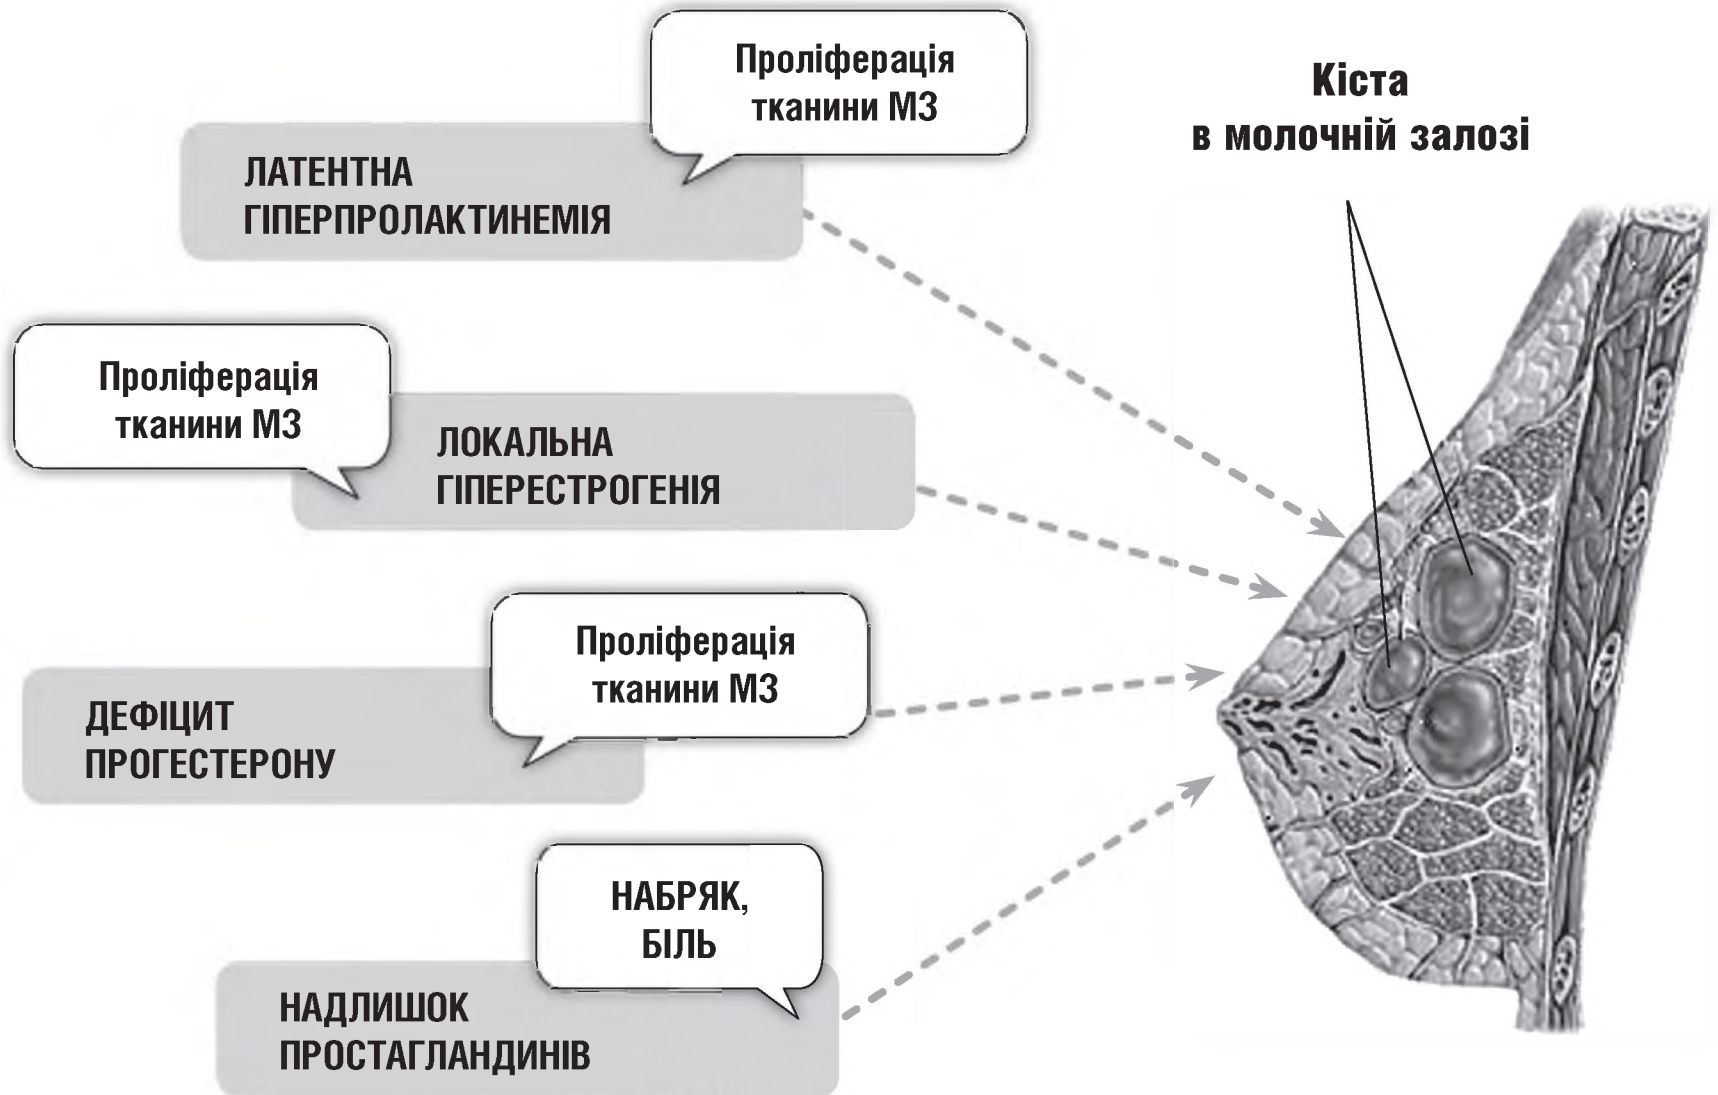 Проліферація
тканини МЗ
ЛАТЕНТНА
ГІПЕРПРОЛАКТИНЕМІЯ
Кіста
в молочній залозі
Проліферація
тканини МЗ
ЛОКАЛЬНА
ГІПЕРЕСТРОГЕНІЯ
Проліферація
тканини МЗ
ДЕФІЦИТ
ПРОГЕСТЕРОНУ
НАБРЯК,
БІЛЬ
НАДЛИШОК
ПРОСТАГЛАНДИНІВ